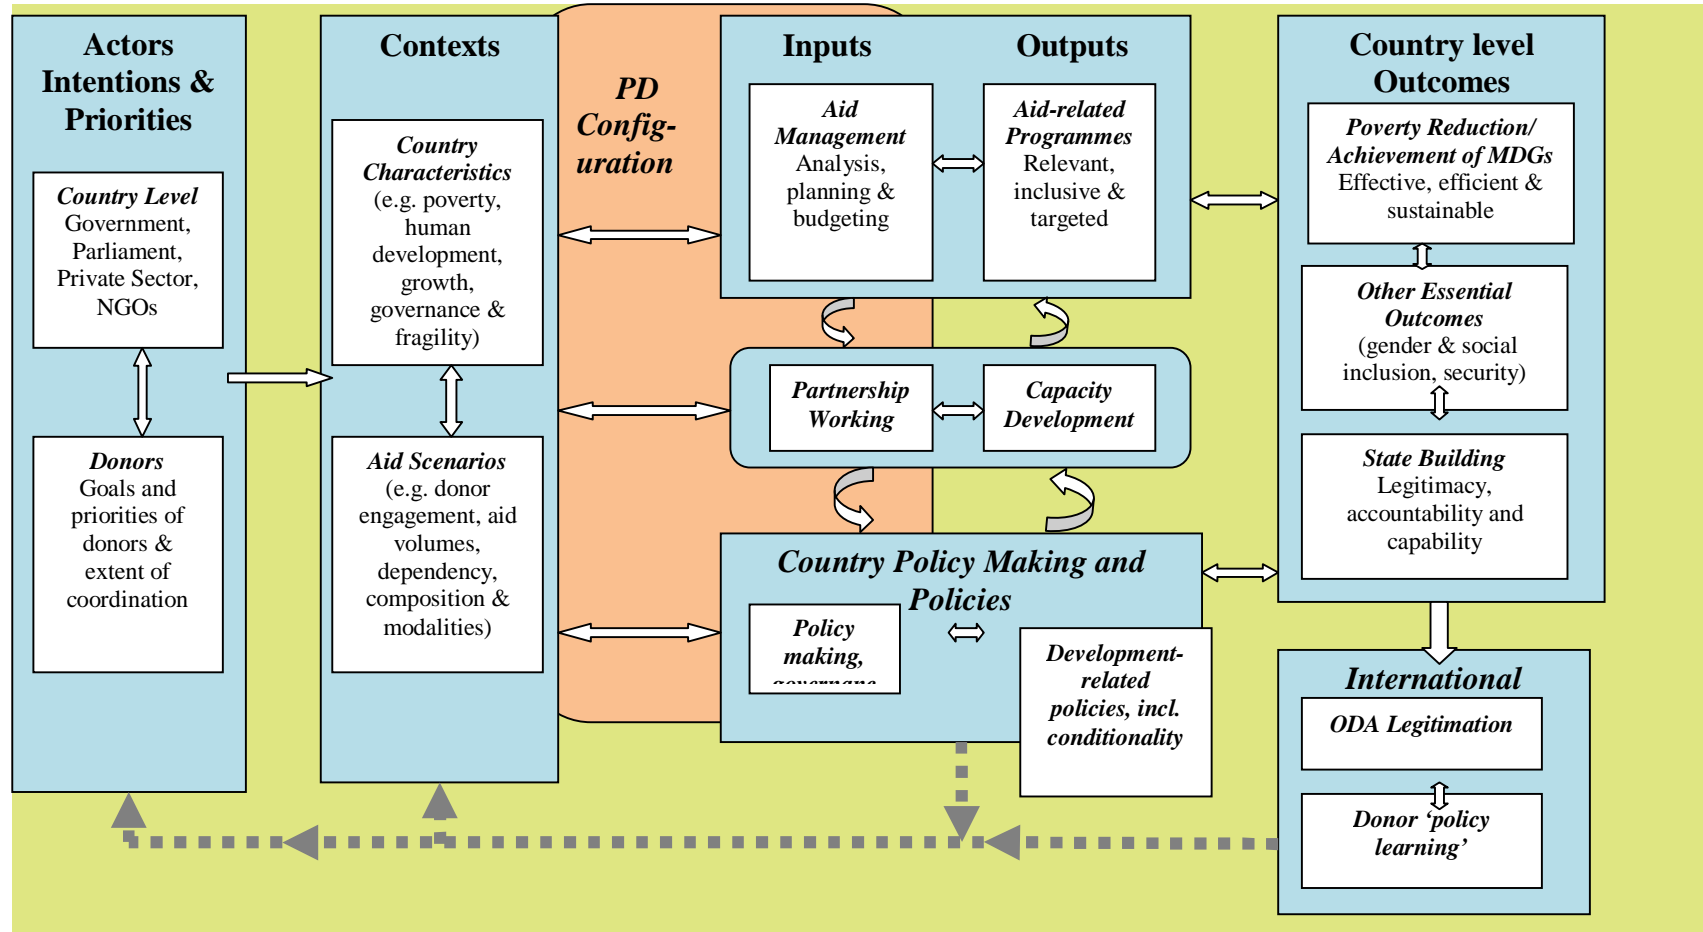 Actors
Intentions &
Priorities
Country Level
Government,
Parliament,
Private Sector,
NGOs
Donors
Goals and
priorities of
donors &
extent of
coordination
Contexts
Country
Characteristics
(e.g. poverty,
human
development,
growth,
governance &
fragility)
Aid Scenarios
(e.g. donor
engagement, aid
volumes,
dependency,
composition &
modalities)
PD
Config-
uration
Inputs
Outputs
Aid
Management
Analysis,
planning &
budgeting
Aid-related
Programmes
Relevant,
inclusive &
targeted
Partnership
Working
Capacity
Development
Country Policy Making and
Policies
Policy
making,
Development-
related
policies, incl.
conditionality
Country level
Outcomes
Poverty Reduction/
Achievement of MDGs
Effective, efficient &
sustainable
Other Essential
Outcomes
(gender & social
inclusion, security)
State Building
Legitimacy,
accountability and
capability
International
ODA Legitimation
Donor ‘policy
learning’